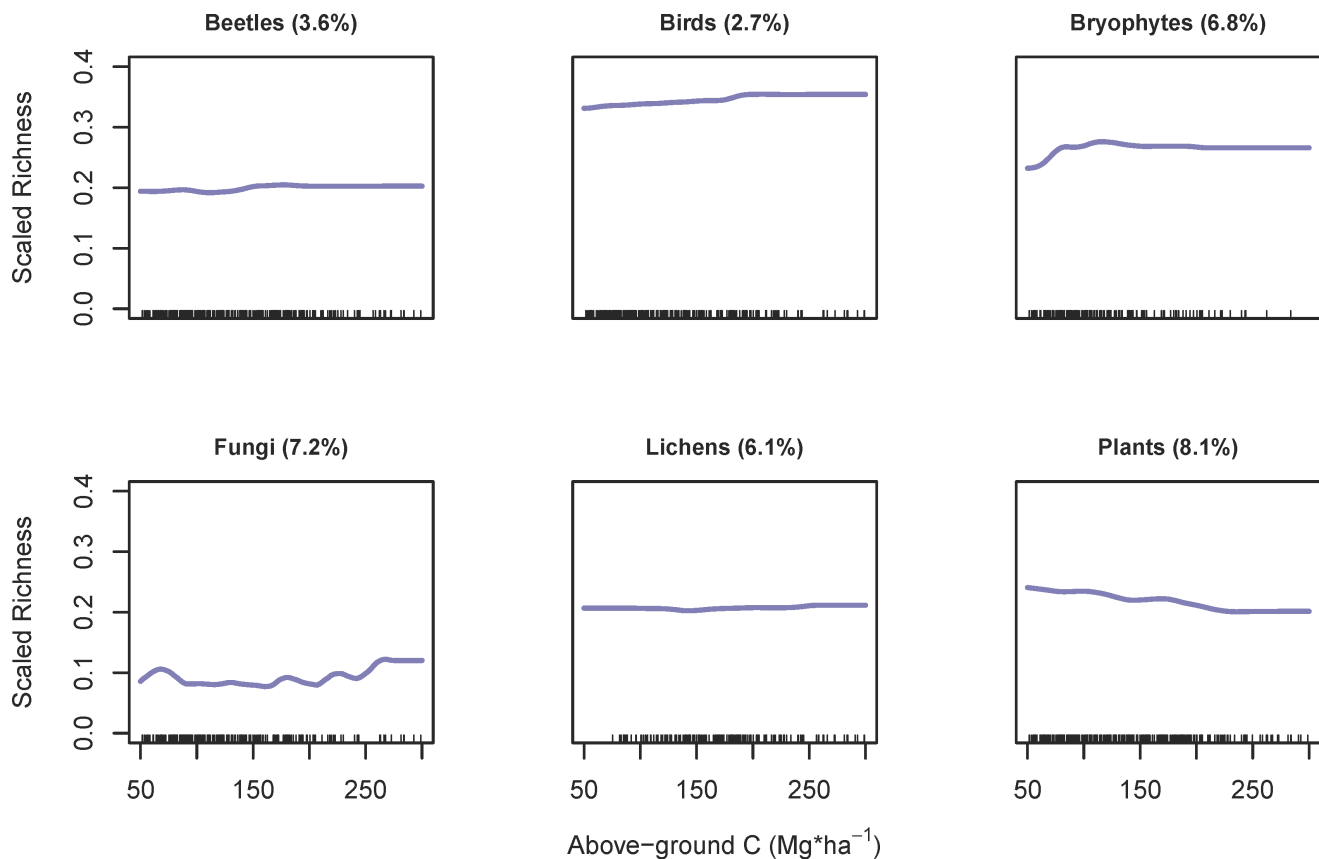 Beetles (3.6%)
Birds (2.7%)
Bryophytes (6.8%)
Scaled Richness
0.4
0.3
0.2
0.1
0.0
Fungi (7.2%)
Lichens (6.1%)
Plants (8.1%)
Scaled Richness
0.4
0.3
0.2
0.1
0.0
50 150 250
50 150 250
50 150 250
Above−ground C (Mg*ha⁻¹)